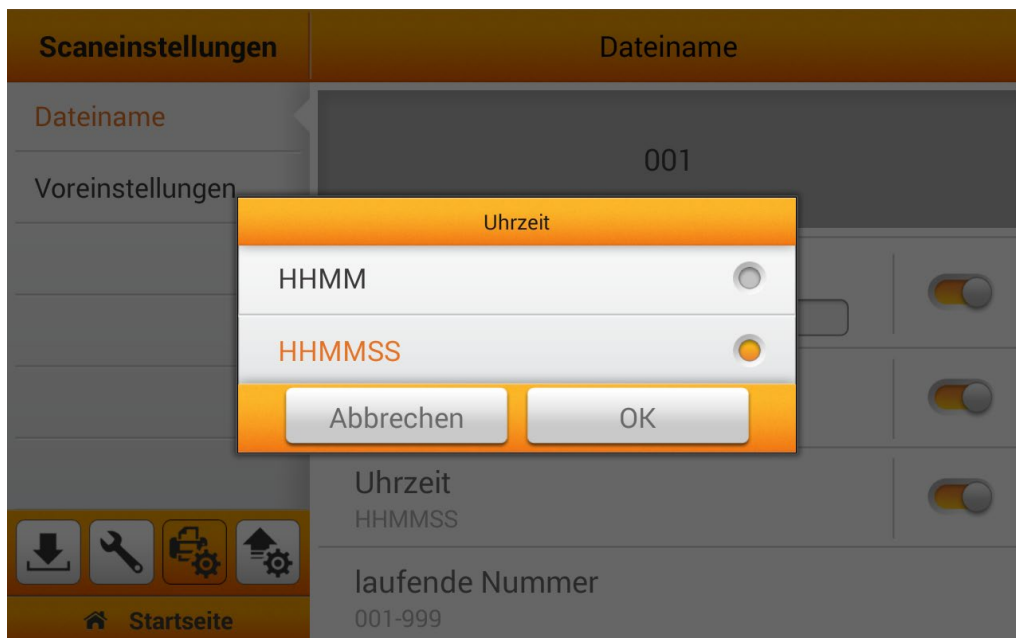 Scaneinstellungen
Dateiname
Dateiname
Voreinstellungen
001
Uhrzeit
HHMM
HHMMSS
Abbrechen
OK
Uhrzeit
HHMMSS
laufende Nummer
001-999
Startseite